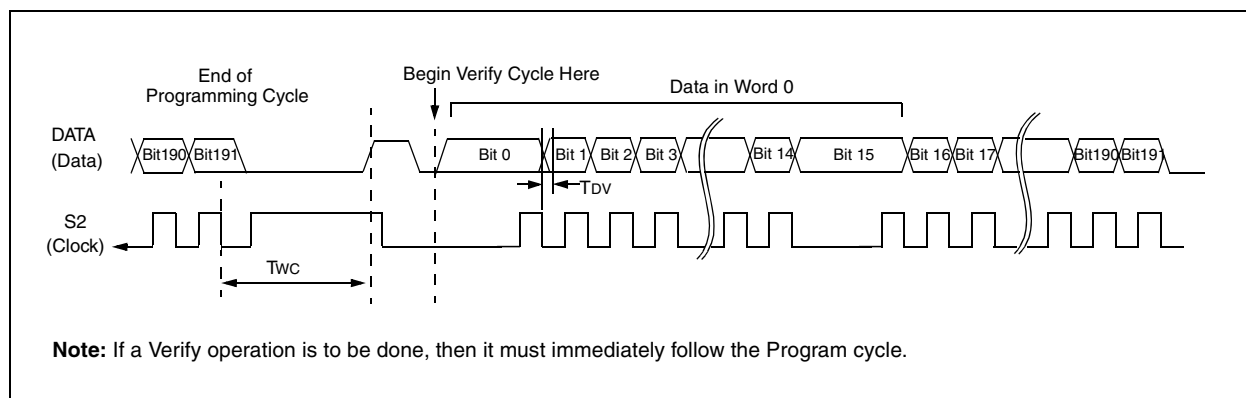 End of
Programming Cycle
Begin Verify Cycle Here
Data in Word 0
DATA
(Data)
Bit190 Bit191 Bit 0 Bit 1 Bit 2 Bit 3 Bit 14 Bit 15 Bit 16 Bit 17 Bit190 Bit191
TDV
S2
(Clock)
TWC
Note: If a Verify operation is to be done, then it must immediately follow the Program cycle.